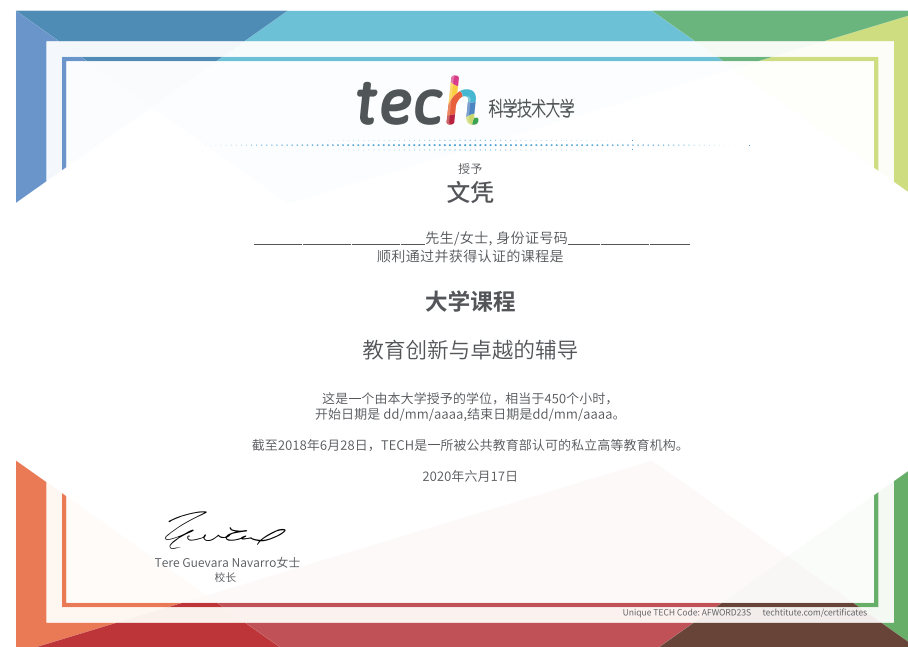 tech 科学技术大学
授予
文凭
先生/女士, 身份证号码
顺利通过并获得认证的课程是
大学课程
教育创新与卓越的辅导
这是一个由本大学授予的学位，相当于450个小时，
开始日期是 dd/mm/aaaa,结束日期是dd/mm/aaaa。
截至2018年6月28日，TECH是一所被公共教育部认可的私立高等教育机构。
2020年六月17日
Tere Guevara Navarro女士
校长
Unique TECH Code: AFWORD23S techtitute.com/certificates